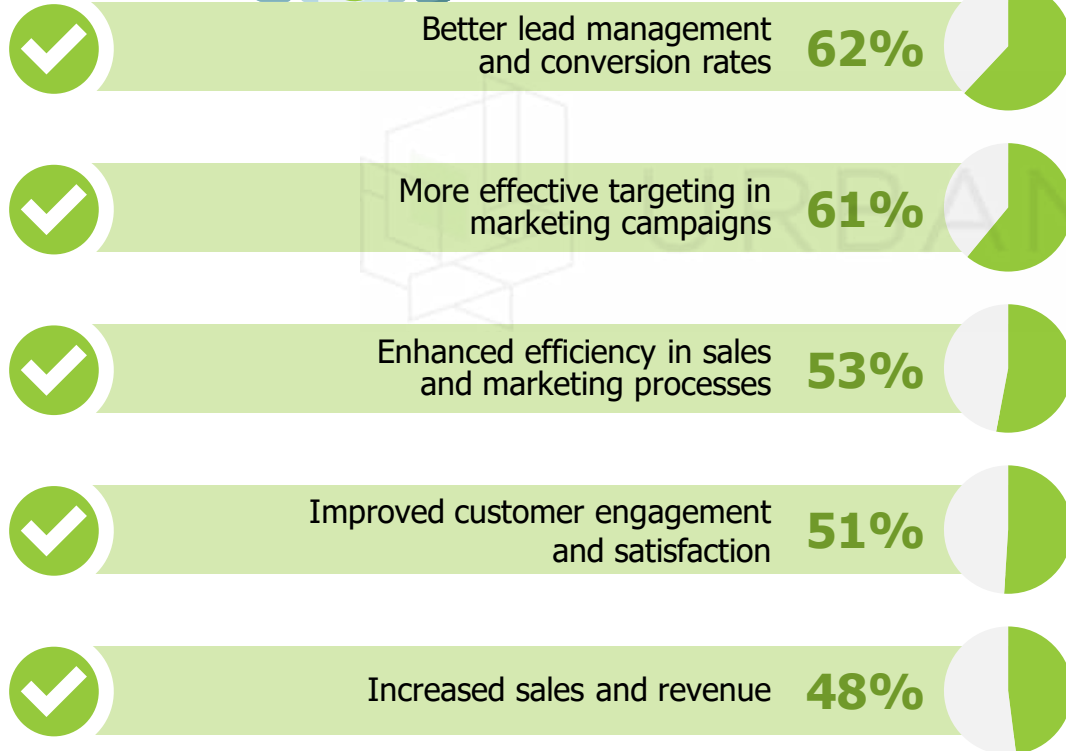 Better lead management
and conversion rates
62%
More effective targeting in
marketing campaigns
61%
URBAN
Enhanced efficiency in sales
and marketing processes
53%
Improved customer engagement
and satisfaction
51%
Increased sales and revenue
48%